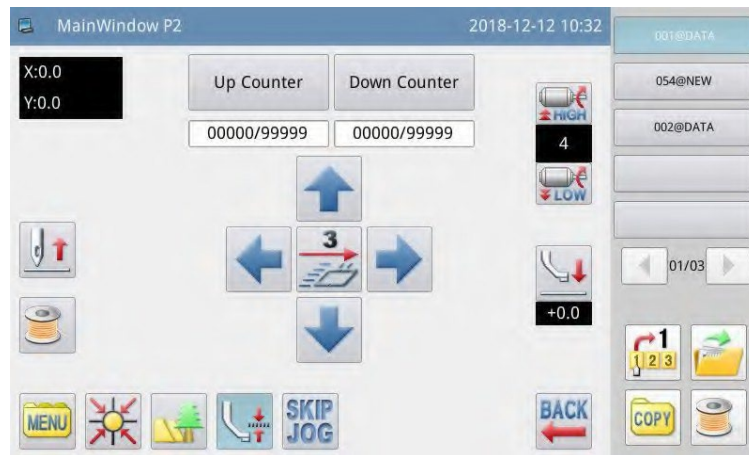 MainWindow P2
2018-12-12 10:32
001@DATA
X:0.0
Y:0.0
Up Counter
Down Counter
00000/99999
00000/99999
HIGH
4
LOW
054@NEW
002@DATA
3
01/03
+0.0
1
1 2 3
MENU
SKIP
JOG
BACK
COPY